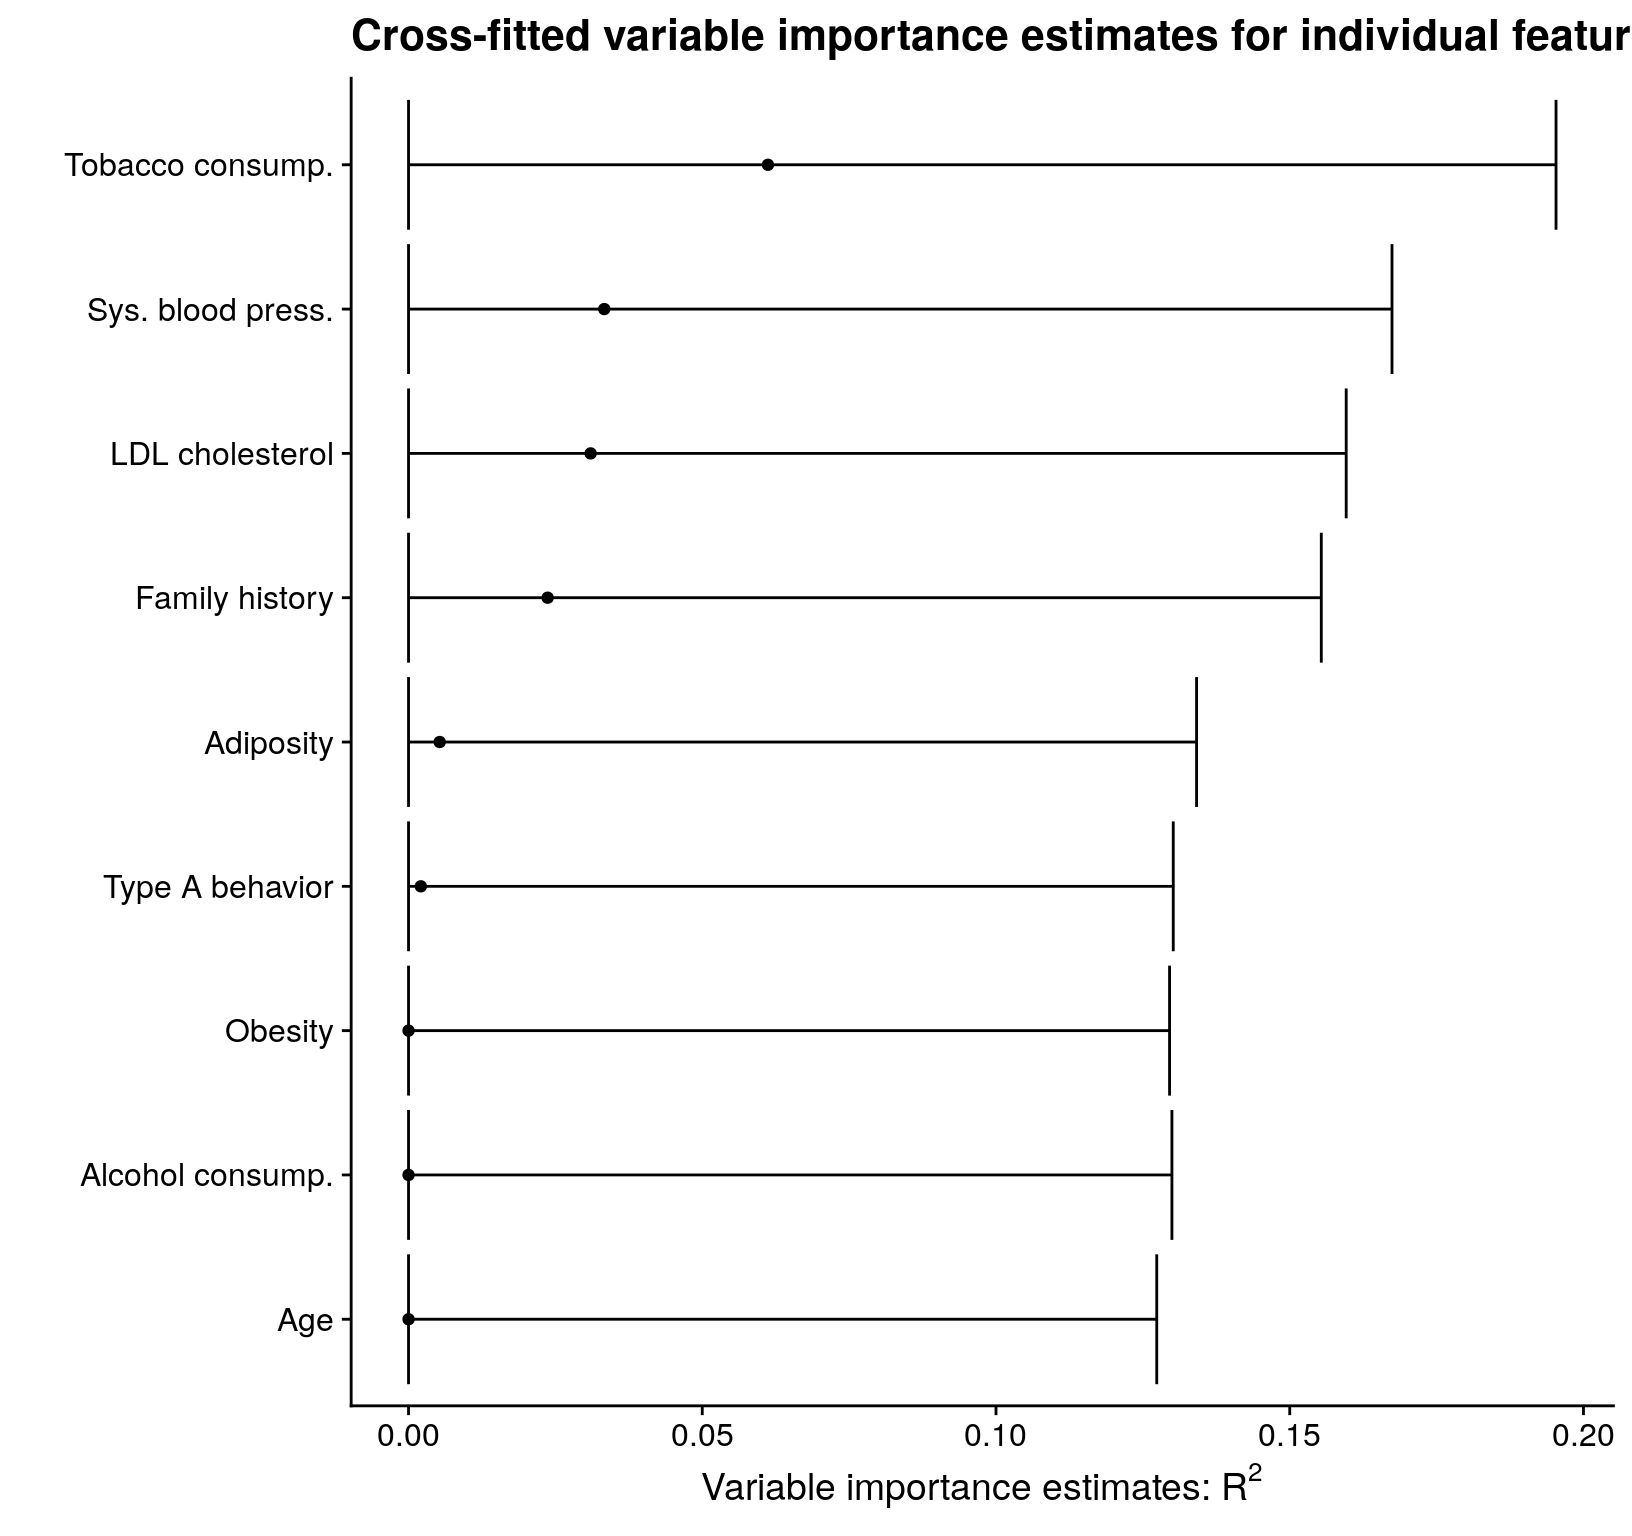 Cross-fitted variable importance estimates for individual featur
Tobacco consump.
Sys. blood press.
LDL cholesterol
Family history
Adiposity
Type A behavior
Obesity
Alcohol consump.
Age
0.00 0.05 0.10 0.15 0.20
Variable importance estimates: R²